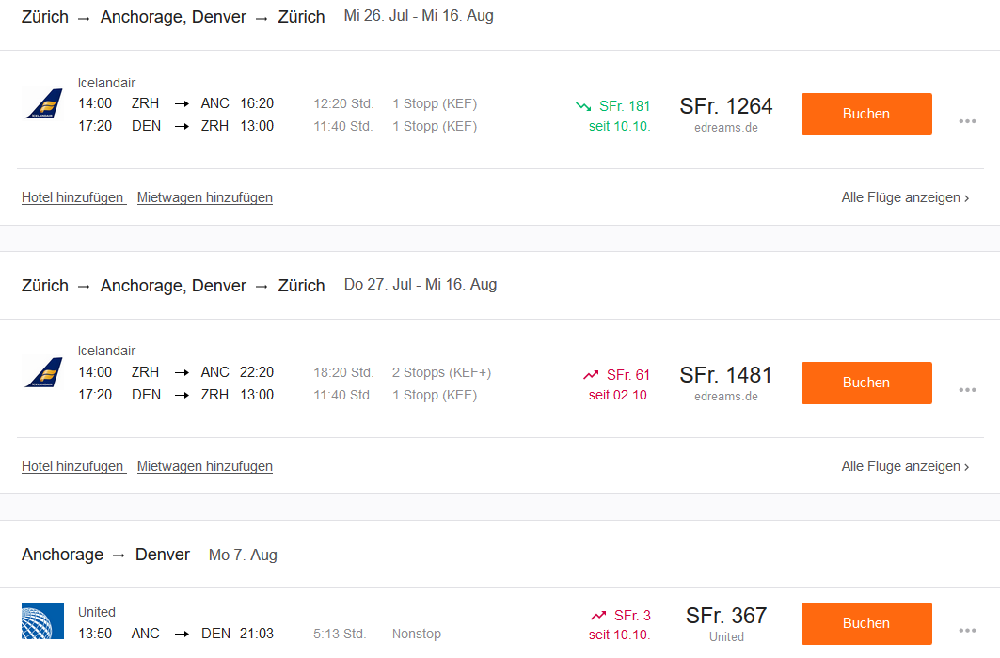 Zürich → Anchorage, Denver → Zürich Mi 26. Jul - Mi 16. Aug
Icelandair
14:00 ZRH → ANC 16:20 12:20 Std. 1 Stopp (KEF) SFr. 181 SFr. 1264 Buchen
17:20 DEN → ZRH 13:00 11:40 Std. 1 Stopp (KEF) seit 10.10. edreams.de
ICELANDAIR
Hotel hinzufügen Mietwagen hinzufügen Alle Flüge anzeigen ›
Zürich → Anchorage, Denver → Zürich Do 27. Jul - Mi 16. Aug
Icelandair
14:00 ZRH → ANC 22:20 18:20 Std. 2 Stopps (KEF+) SFr. 61 SFr. 1481 Buchen
17:20 DEN → ZRH 13:00 11:40 Std. 1 Stopp (KEF) seit 02.10. edreams.de
ICELANDAIR
Hotel hinzufügen Mietwagen hinzufügen Alle Flüge anzeigen ›
Anchorage → Denver Mo 7. Aug
United SFr. 3 SFr. 367 Buchen
13:50 ANC → DEN 21:03 5:13 Std. Nonstop seit 10.10. United